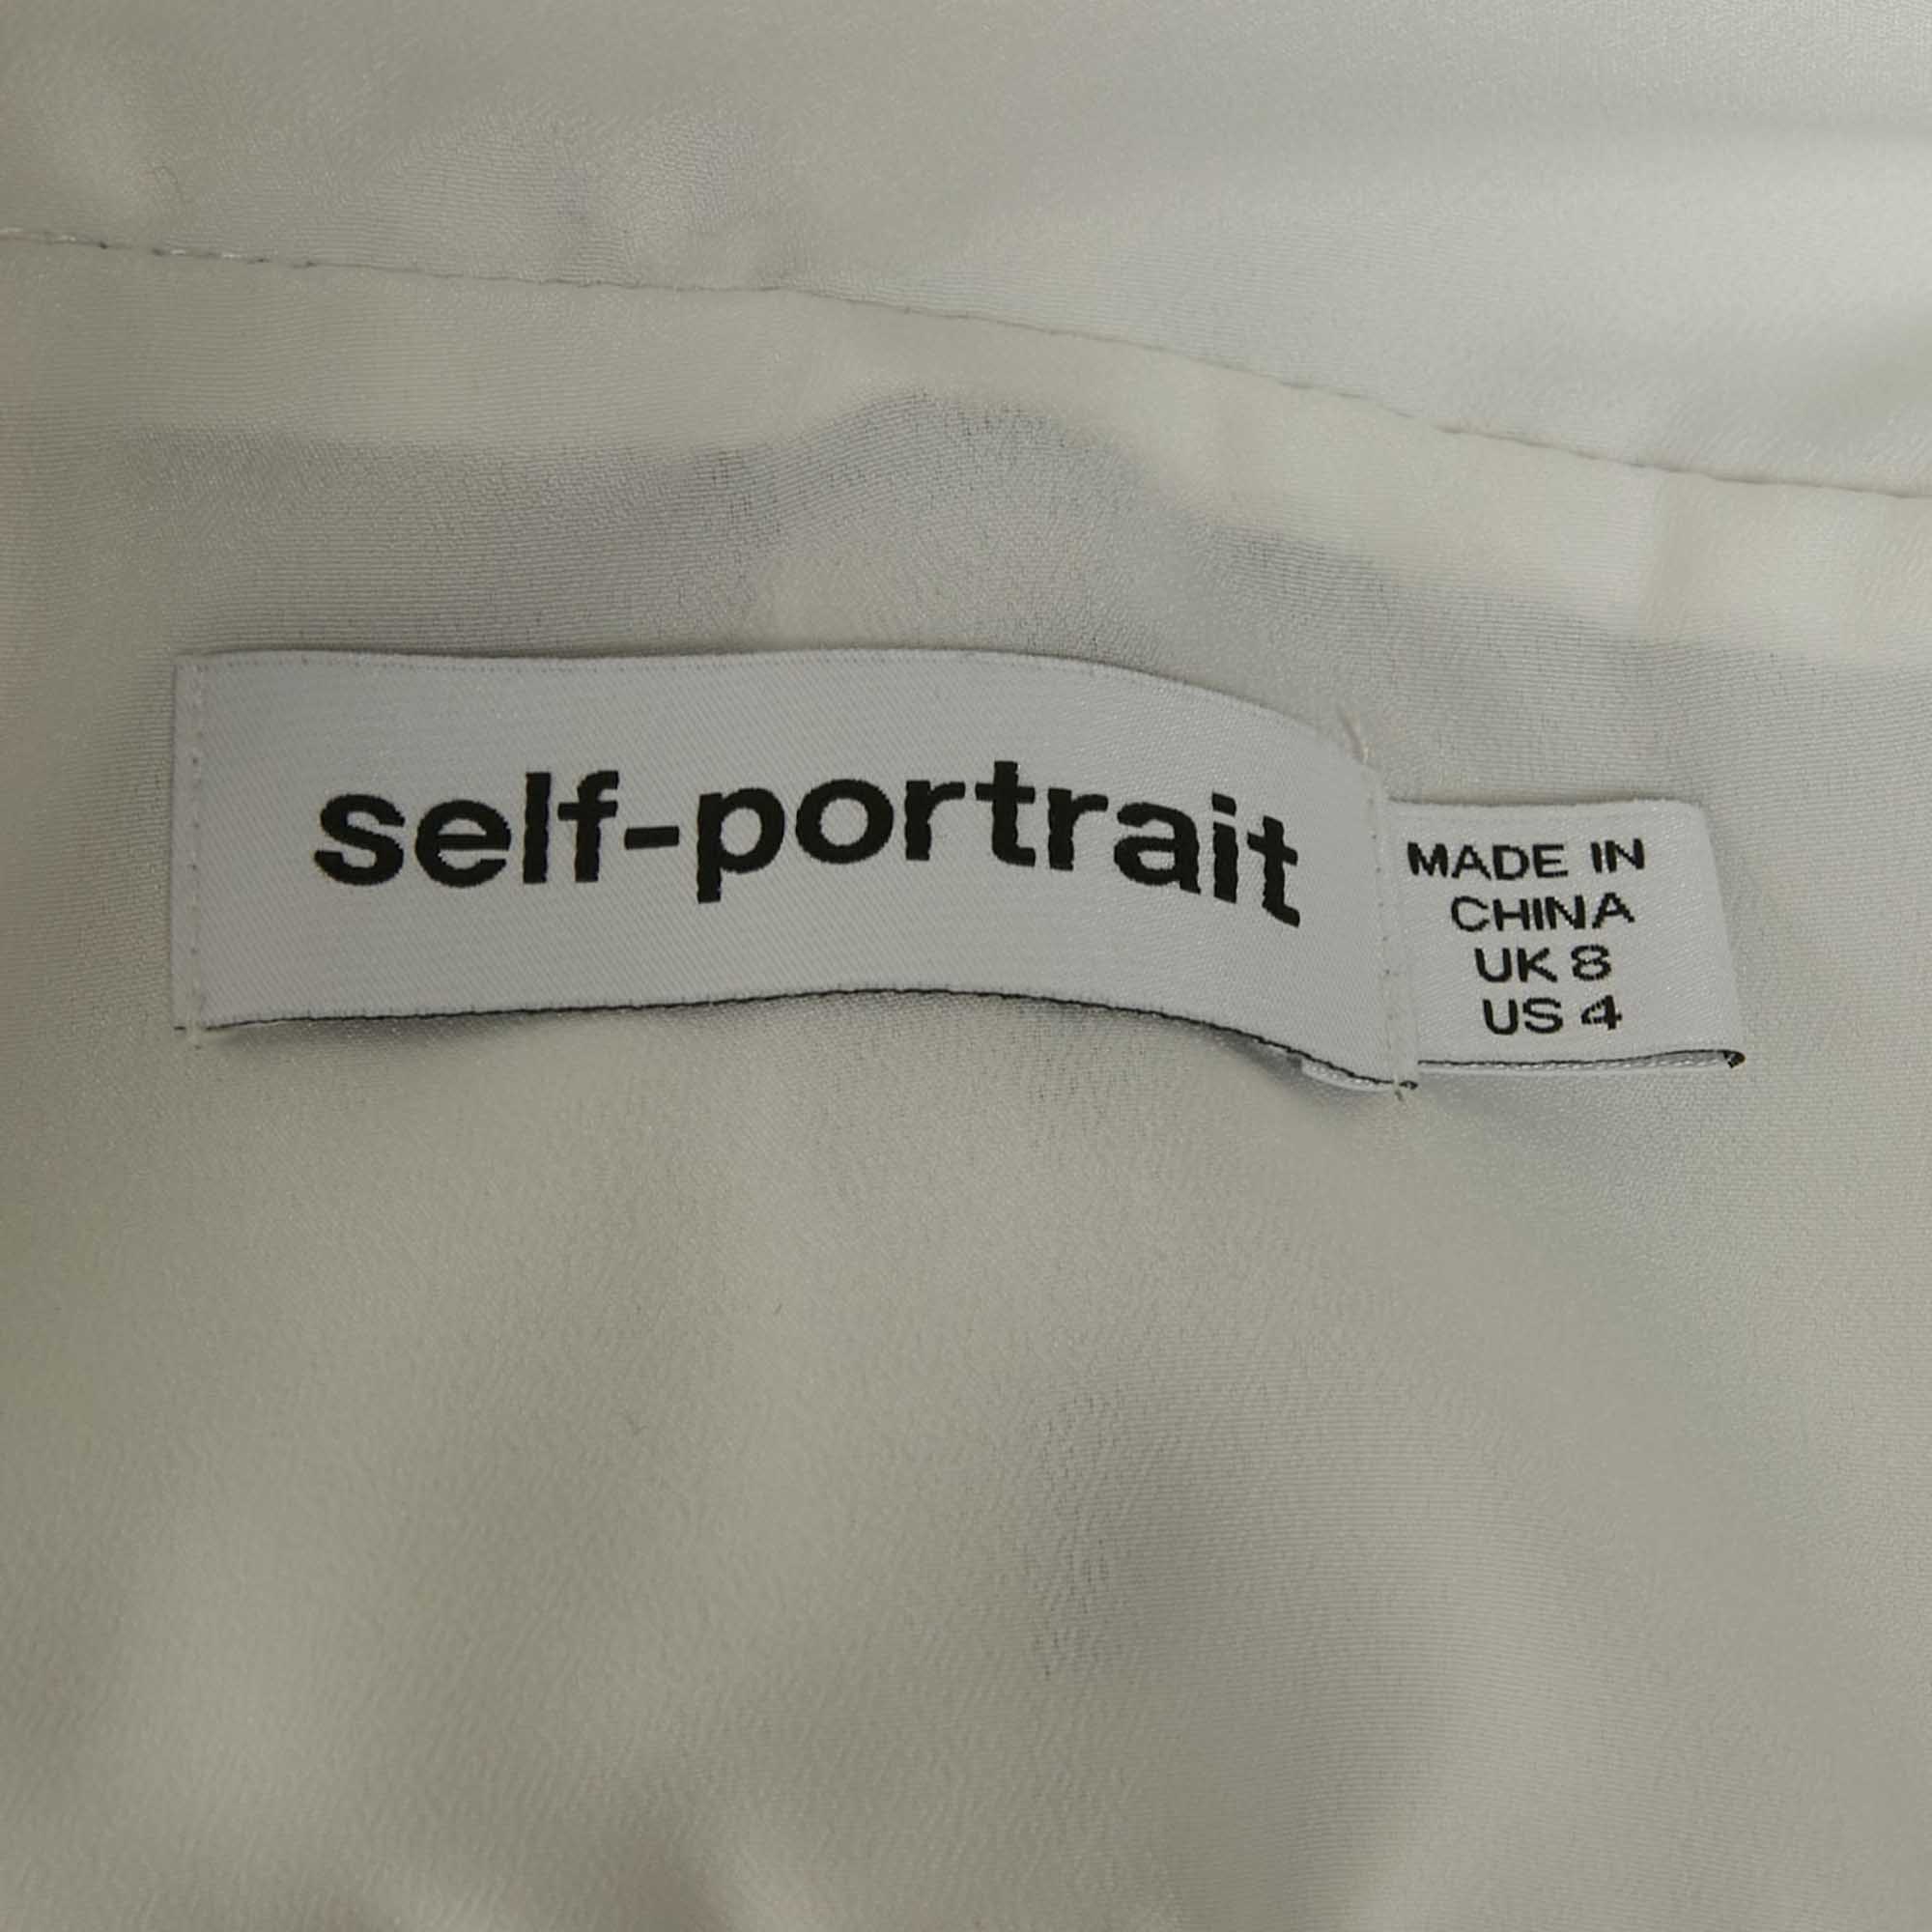 self-portrait
MADE IN
CHINA
UK 8
US 4